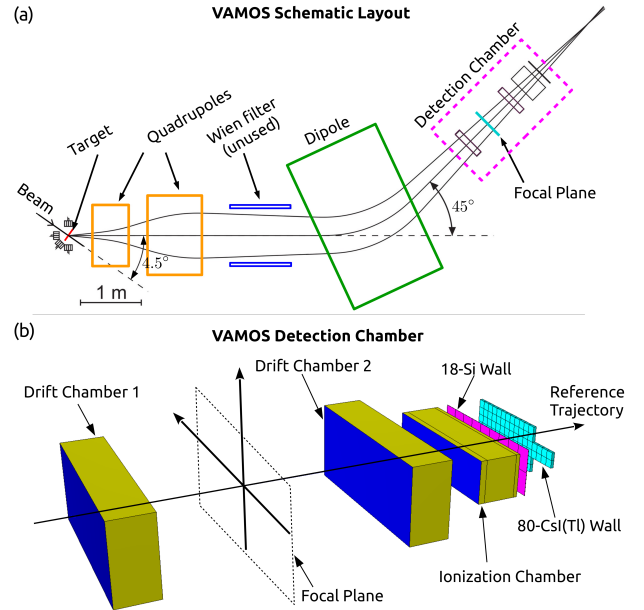 (a)
VAMOS Schematic Layout
Target
Quadrupoles
Wien filter
(unused)
Dipole
Detection Chamber
Beam
Focal Plane
45°
4.5°
1 m
(b)
VAMOS Detection Chamber
Drift Chamber 1
Drift Chamber 2
18-Si Wall
Reference
Trajectory
80-CsI(Tl) Wall
Ionization Chamber
Focal Plane